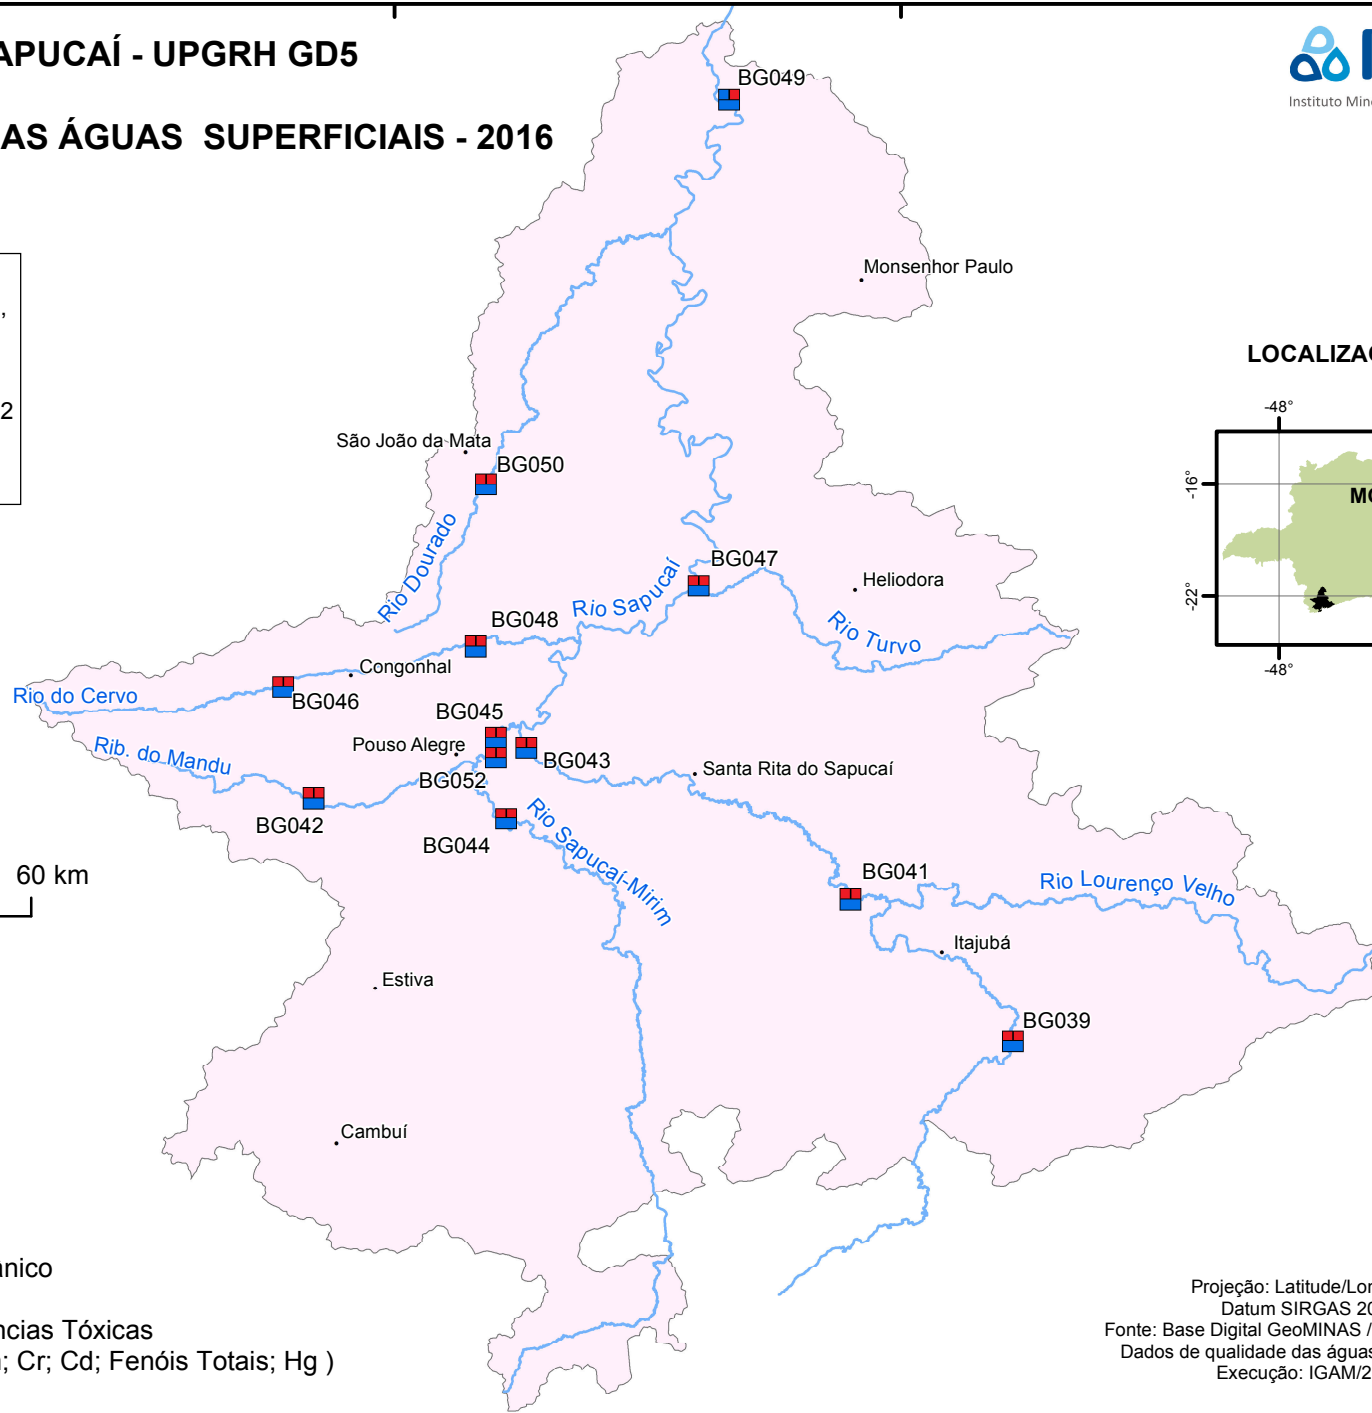 APUCAÍ - UPGRH GD5
AS ÁGUAS SUPERFICIAIS - 2016
Instituto Min
,
2
BG049
Monsenhor Paulo
LOCALIZAÇ
-48°
-16°
MG
-22°
-48°
São João da Mata
BG050
Rio Dourado
BG047
Heliodora
Rio Sapucaí
BG048
Rio Turvo
Congonhal
Rio do Cervo
BG046
BG045
Rib. do Mandu
Pouso Alegre
BG043
BG052
Santa Rita do Sapucaí
BG042
BG044
Rio Sapucaí-Mirim
60 km
BG041
Rio Lourenço Velho
Itajubá
Estiva
BG039
Cambuí
ânico
ncias Tóxicas
; Cr; Cd; Fenóis Totais; Hg )
Projeção: Latitude/Lon
Datum SIRGAS 20
Fonte: Base Digital GeoMINAS /
Dados de qualidade das águas
Execução: IGAM/2